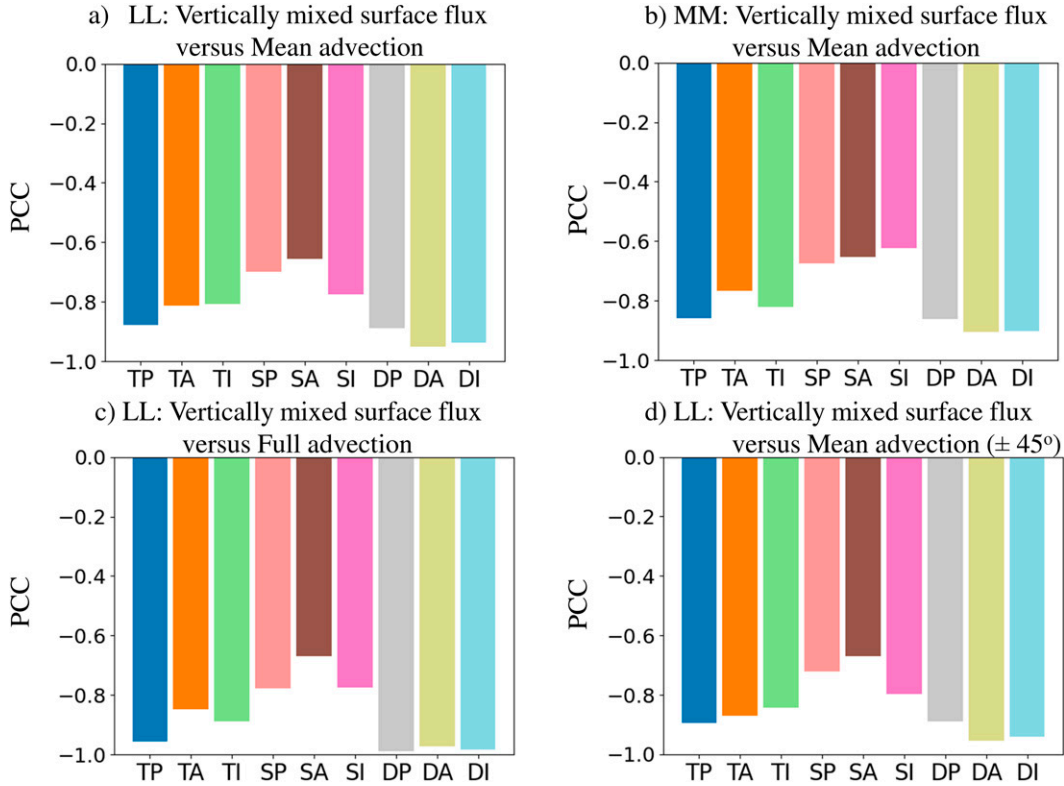 a) LL: Vertically mixed surface flux
versus Mean advection
0.0
−0.2
−0.4
−0.6
−0.8
−1.0
PCC
TP TA TI SP SA SI DP DA DI
b) MM: Vertically mixed surface flux
versus Mean advection
0.0
−0.2
−0.4
−0.6
−0.8
−1.0
PCC
TP TA TI SP SA SI DP DA DI
c) LL: Vertically mixed surface flux
versus Full advection
0.0
−0.2
−0.4
−0.6
−0.8
−1.0
PCC
TP TA TI SP SA SI DP DA DI
d) LL: Vertically mixed surface flux
versus Mean advection (± 45º)
0.0
−0.2
−0.4
−0.6
−0.8
−1.0
PCC
TP TA TI SP SA SI DP DA DI